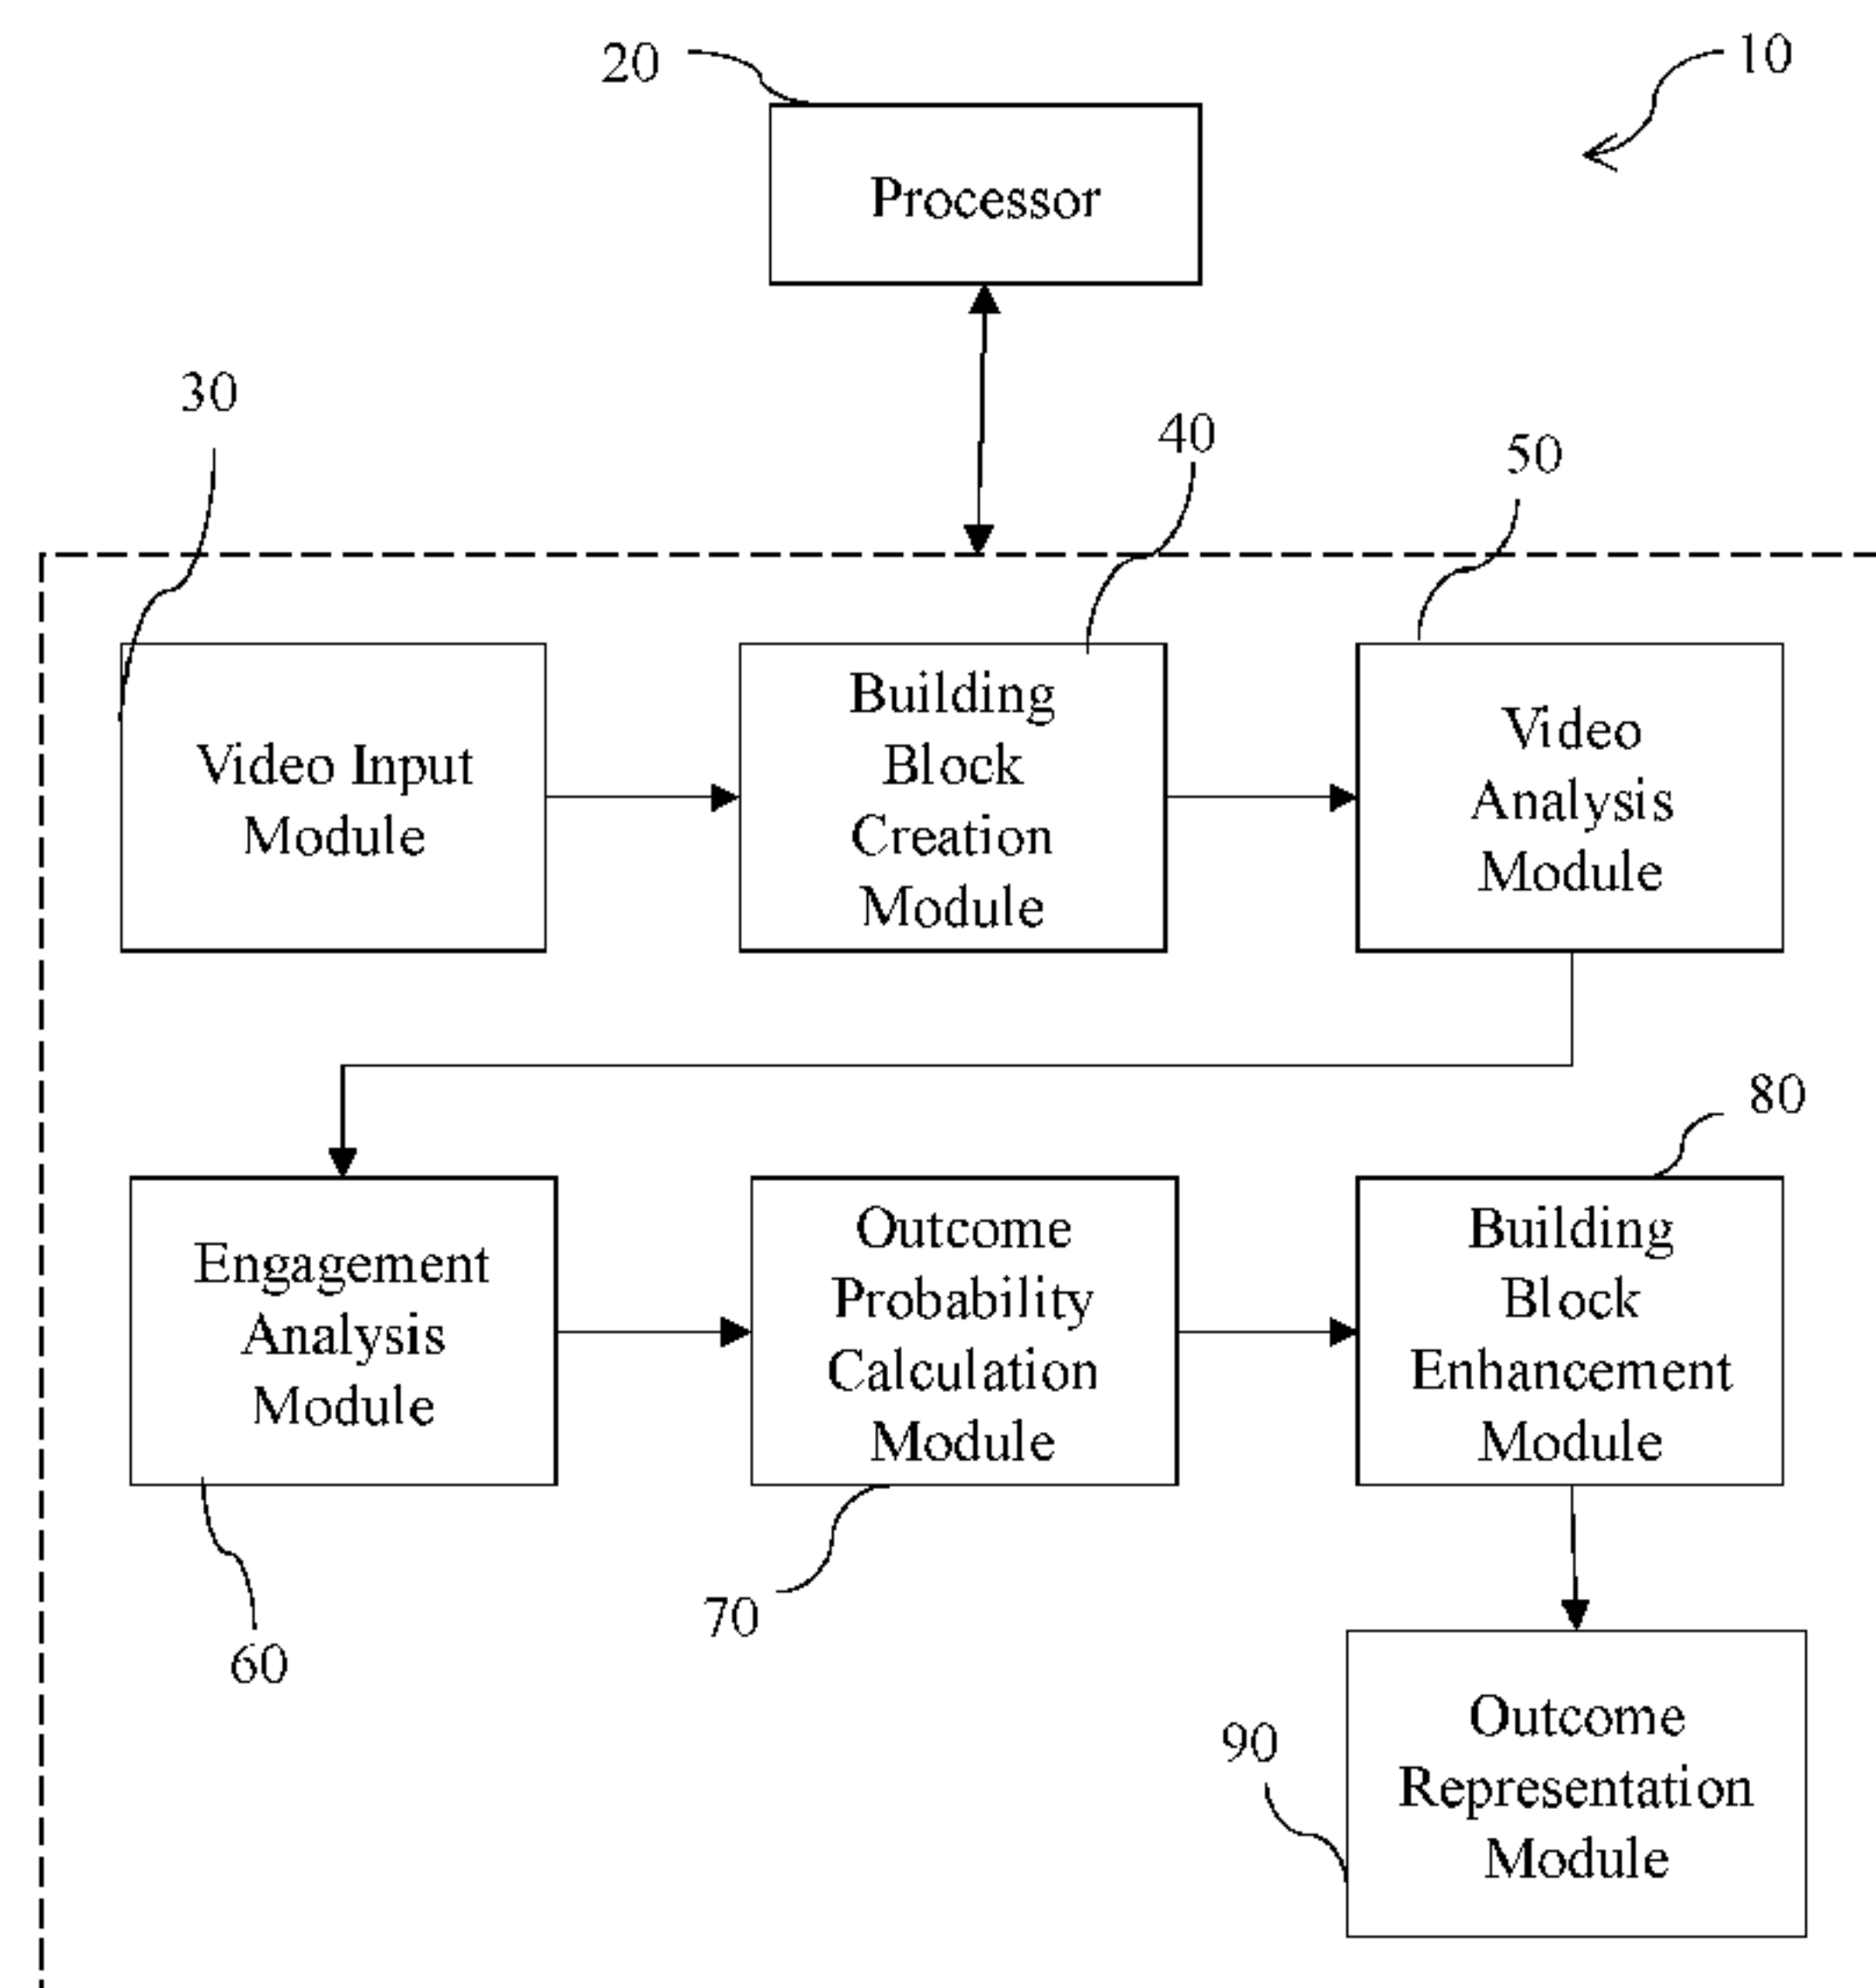 20
10
Processor
30
40
50
Video Input
Module
Building
Block
Creation
Module
Video
Analysis
Module
80
Engagement
Analysis
Module
Outcome
Probability
Calculation
Module
Building
Block
Enhancement
Module
60
70
90
Outcome
Representation
Module